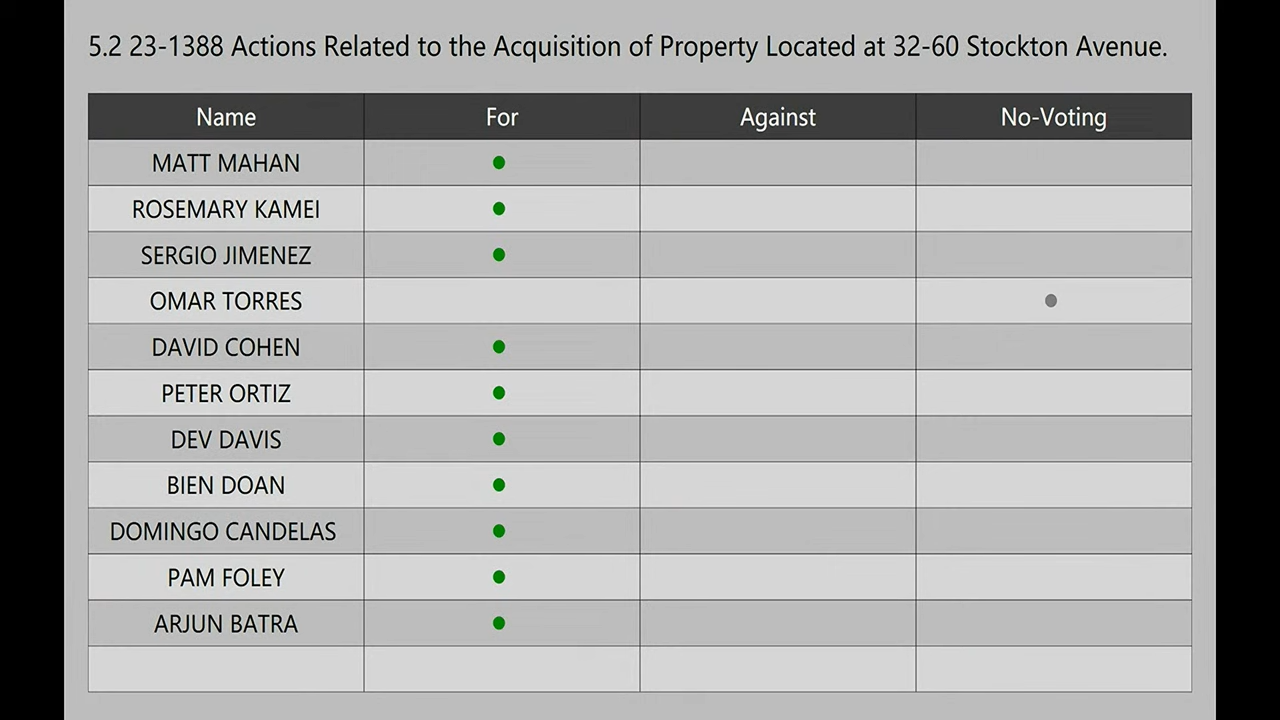 5.2 23-1388 Actions Related to the Acquisition of Property Located at 32-60 Stockton Avenue.
Name For Against No-Voting
MATT MAHAN
ROSEMARY KAMEI
SERGIO JIMENEZ
OMAR TORRES
DAVID COHEN
PETER ORTIZ
DEV DAVIS
BIEN DOAN
DOMINGO CANDELAS
PAM FOLEY
ARJUN BATRA